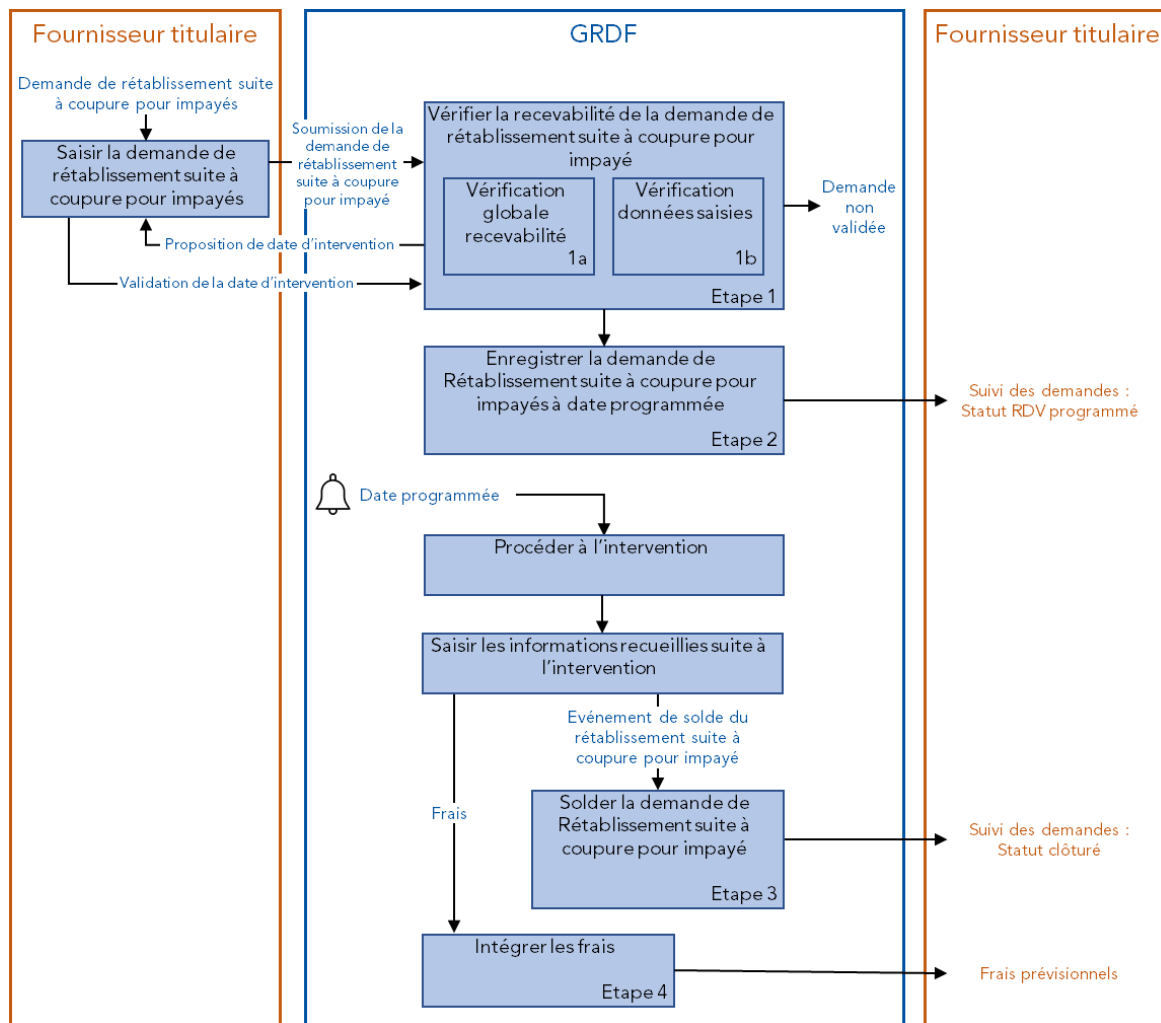 Fournisseur titulaire
GRDF
Fournisseur titulaire
Demande de rétablissement suite
à coupure pour impayés
Saisir la demande de
rétablissement suite à
coupure pour impayés
Soumission de la
demande de
rétablissement
suite à coupure
pour impayé
Vérifier la recevabilité de la demande de
rétablissement suite à coupure pour
impayé
Vérification
globale
recevabilité
1a
Vérification
données saisies
1b
Etape 1
Demande
non
validée
Proposition de date d'intervention
Validation de la date d'intervention
Enregistrer la demande de
Rétablissement suite à coupure pour
impayés à date programmée
Etape 2
Suivi des demandes :
Statut RDV programmé
Date programmée
Procéder à l'intervention
Saisir les informations recueillies suite à
l'intervention
Evénement de solde du
rétablissement suite à
coupure pour impayé
Frais
Solder la demande de
Rétablissement suite à
coupure pour impayé
Etape 3
Suivi des demandes :
Statut clôturé
Intégrer les frais
Etape 4
Frais prévisionnels